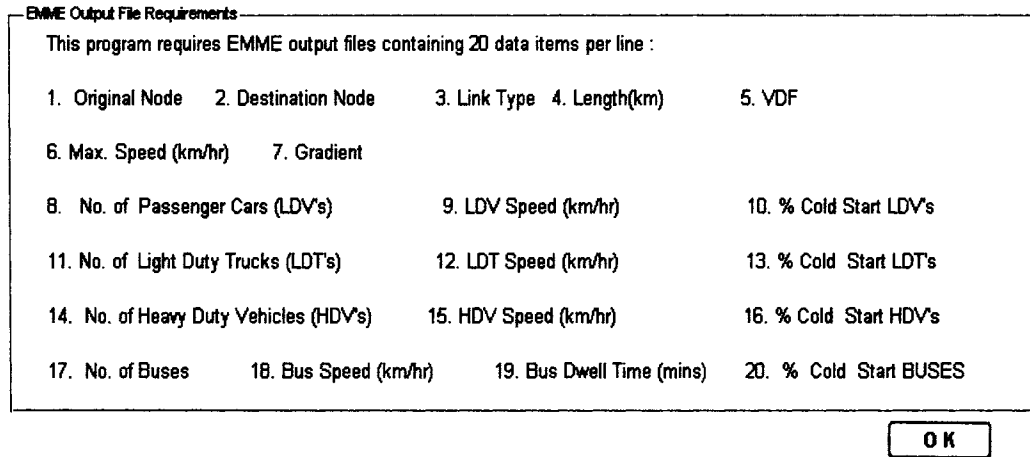 EMME Output File Requirements
This program requires EMME output files containing 20 data items per line :
1. Original Node 2. Destination Node 3. Link Type 4. Length(km) 5. VDF
6. Max. Speed (km/hr) 7. Gradient
8. No. of Passenger Cars (LDV's) 9. LDV Speed (km/hr) 10. % Cold Start LDV's
11. No. of Light Duty Trucks (LDT's) 12. LDT Speed (km/hr) 13. % Cold Start LDT's
14. No. of Heavy Duty Vehicles (HDV's) 15. HDV Speed (km/hr) 16. % Cold Start HDV's
17. No. of Buses 18. Bus Speed (km/hr) 19. Bus Dwell Time (mins) 20. % Cold Start BUSES
OK